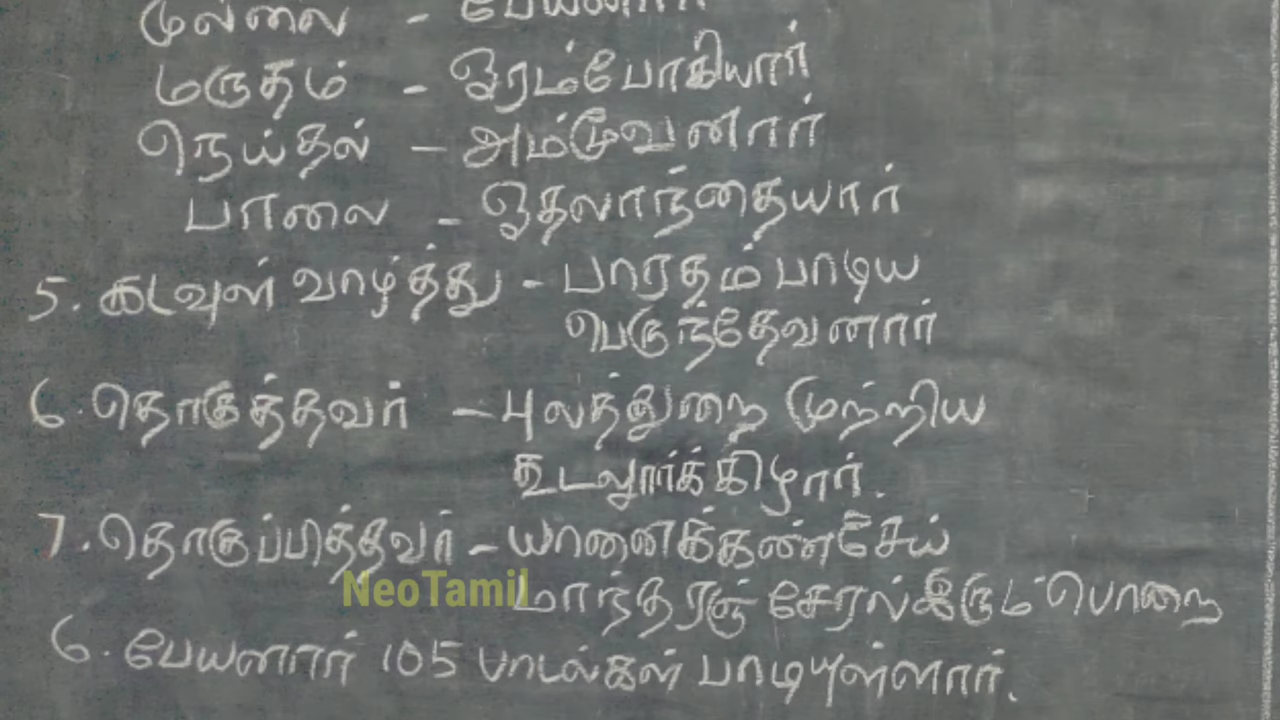 முல்லை - பேயனார்
மருதம் - ஓரம்போகியார்
நெய்தல் - அம்மூவனார்
பாலை - ஓதலாந்தையார்
5. கடவுள் வாழ்த்து - பாரதம் பாடிய
பெருந்தேவனார்
6. தொகுத்தவர் - புலத்துறை முற்றிய
கூடலூர்க்கிழார்.
7. தொகுப்பித்தவர் - யானைக்கண்சேய்
மாந்தரஞ் சேரல்இரும்பொறை
NeoTamil
6. பேயனார் 105 பாடல்கள் பாடியுள்ளார்.